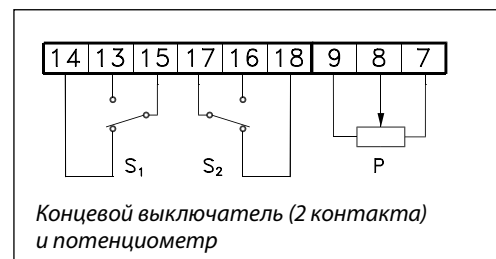 14 13 15 17 16 18 9 8 7
S₁ S₂ P
Концевой выключатель (2 контакта)
и потенциометр